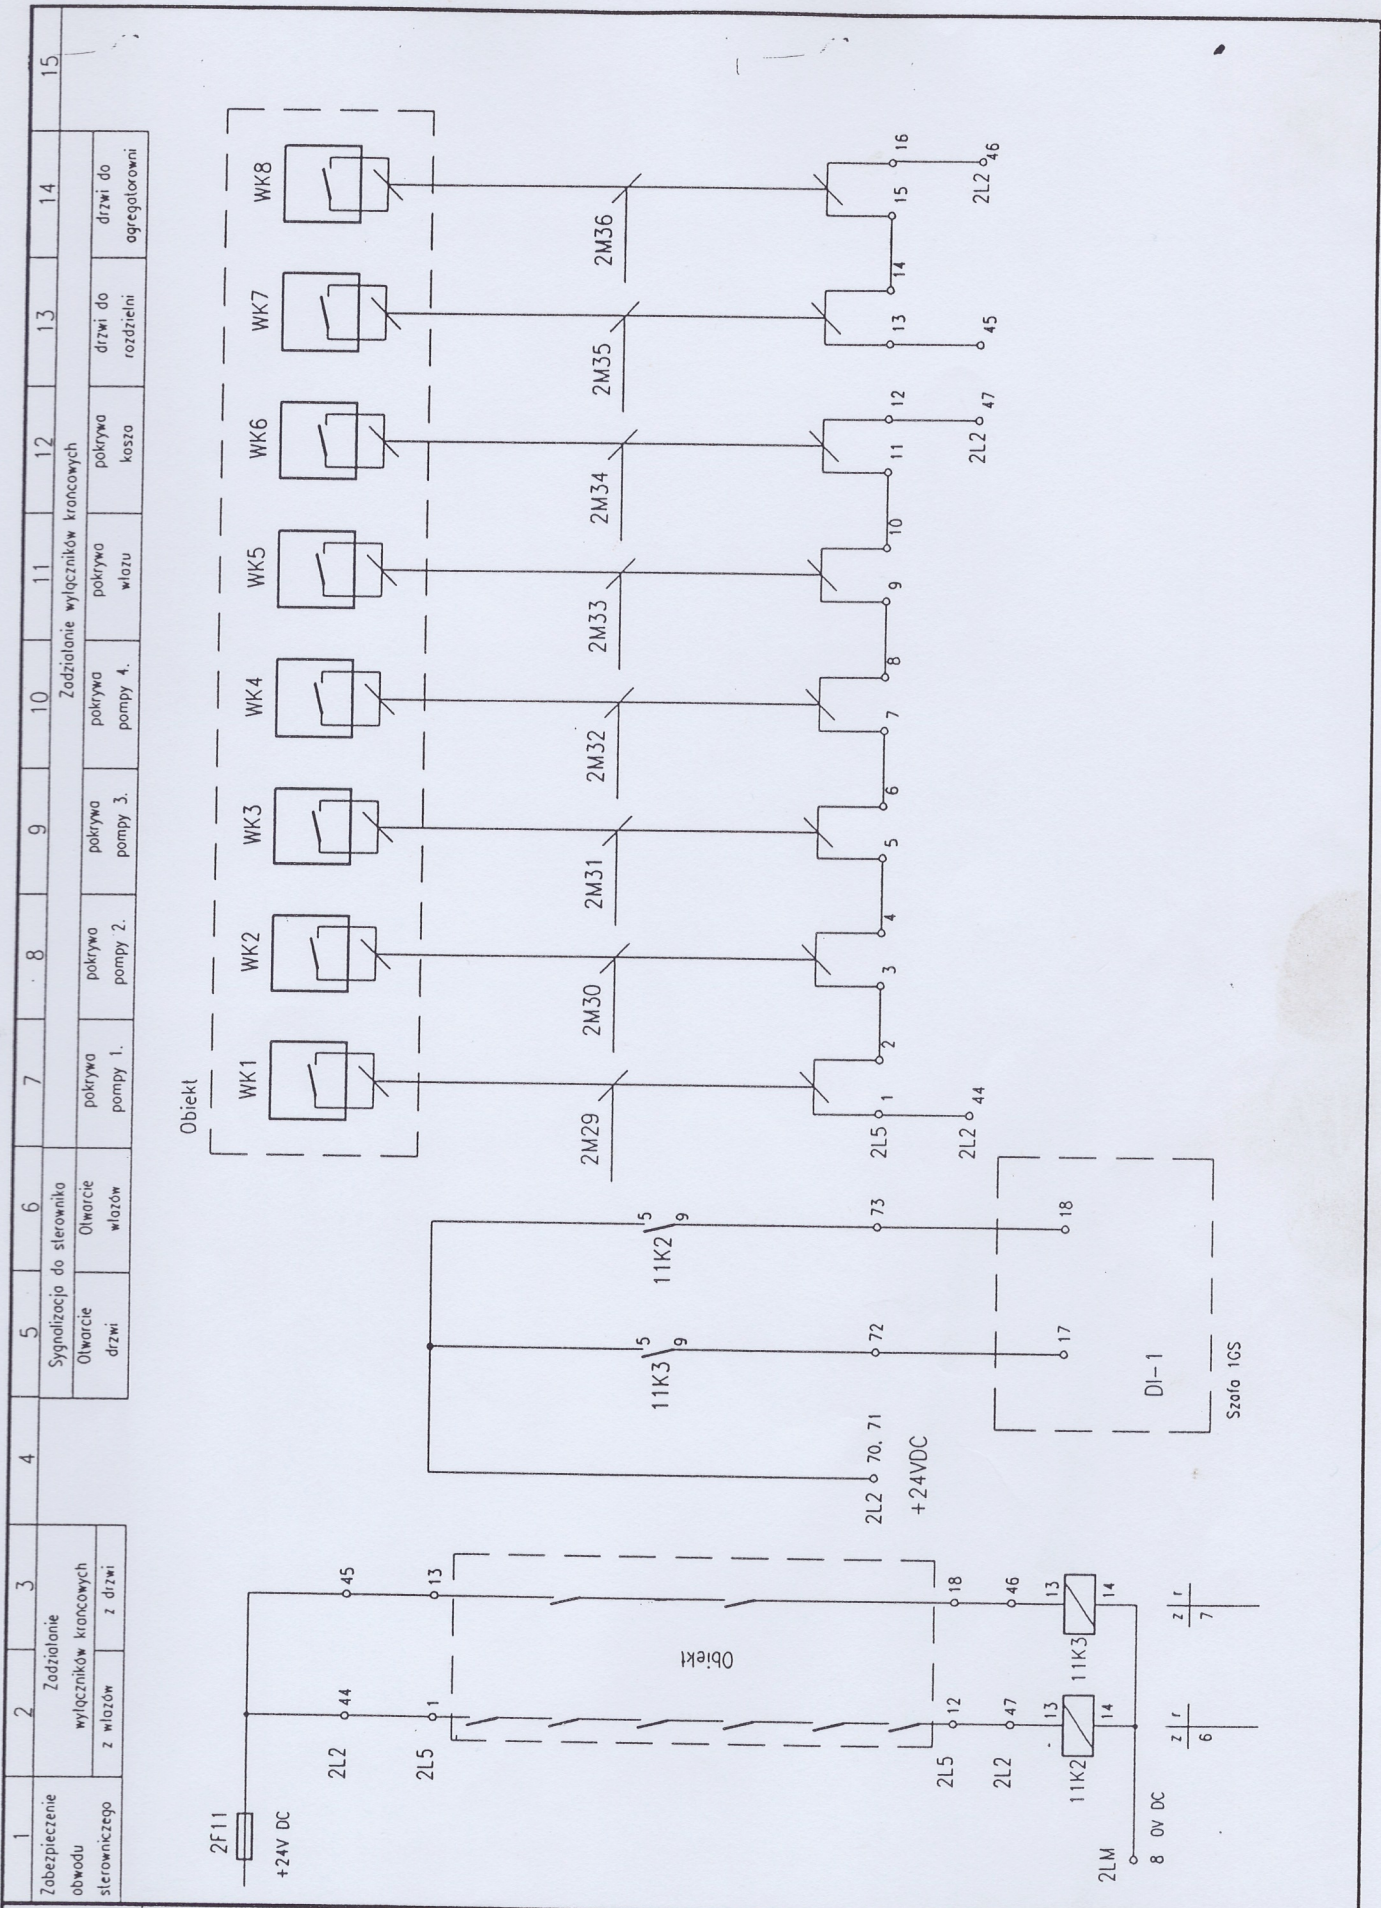 1 2 3 4 5 6 7 8 9 10 11 12 13 14 15
Zabezpieczenie
obwodu
sterowniczego
Zadziałanie
wyłączników krańcowych
z włazów
z drzwi
Sygnalizacja do sterownika
Otwarcie
drzwi
Otwarcie
włazów
Zadziałanie wyłączników krańcowych
pokrywa
pompy 1.
pokrywa
pompy 2.
pokrywa
pompy 3.
pokrywa
pompy 4.
pokrywa
włazu
pokrywa
kosza
drzwi do
rozdzielni
drzwi do
agregatorowni
2F11
+24V DC
2L2
44
45
2L5
1
13
Obiekt
2L5
12
18
2L2
47
46
13
14
11K2
13
14
11K3
2LM
8 0V DC
z r
6
z r
7
2L2 70, 71
+24VDC
5
9
11K3
5
9
11K2
72
73
17
18
DI-1
Szafa 1GS
Obiekt
WK1 WK2 WK3 WK4 WK5 WK6 WK7 WK8
2M29 2M30 2M31 2M32 2M33 2M34 2M35 2M36
2L5 1 2 3 4 5 6 7 8 9 10 11 12 13 14 15 16
2L2 44
2L2 47
45
2L2 46